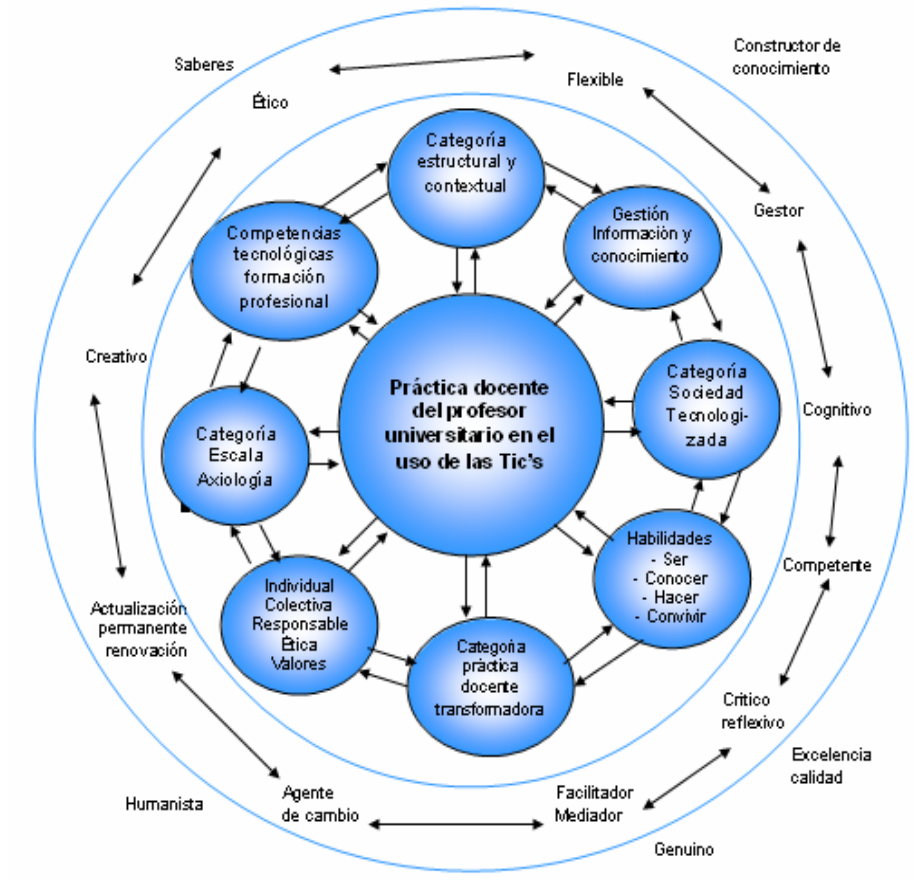 Saberes
Constructor de
conocimiento
Ético
Flexible
Gestor
Cognitivo
Competente
Critico
reflexivo
Excelencia
calidad
Facilitador
Mediador
Genuino
Agente
de cambio
Humanista
Actualización
permanente
renovación
Creativo
Categoría
estructural y
contextual
Gestión
Información y
conocimiento
Categoría
Sociedad
Tecnologi-
zada
Habilidades
- Ser
- Conocer
- Hacer
- Convivir
Categoría
práctica
docente
transformadora
Individual
Colectiva
Responsable
Ética
Valores
Categoría
Escala
Axiología
Competencias
tecnológicas
formación
profesional
Práctica docente
del profesor
universitario en el
uso de las Tic's